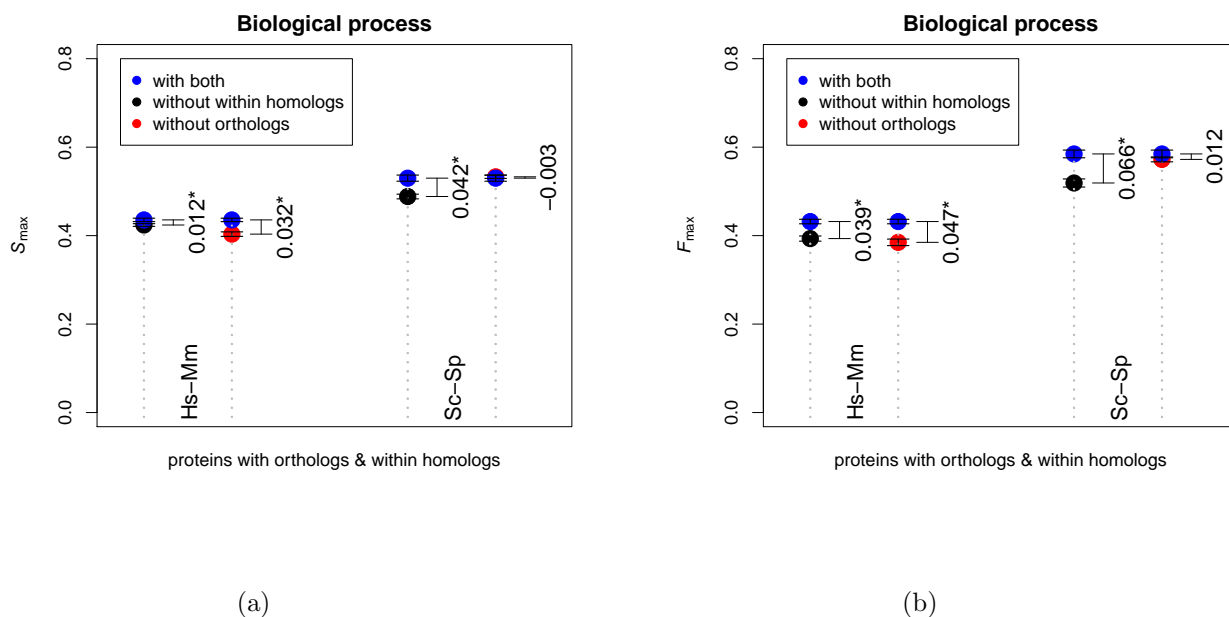 Biological process
0.8
0.6
0.4
0.2
0.0
Smax
with both
without within homologs
without orthologs
0.012*
0.032*
0.042*
−0.003
Hs−Mm
Sc−Sp
proteins with orthologs & within homologs
(a)
Biological process
0.8
0.6
0.4
0.2
0.0
Fmax
with both
without within homologs
without orthologs
0.039*
0.047*
0.066*
0.012
Hs−Mm
Sc−Sp
proteins with orthologs & within homologs
(b)